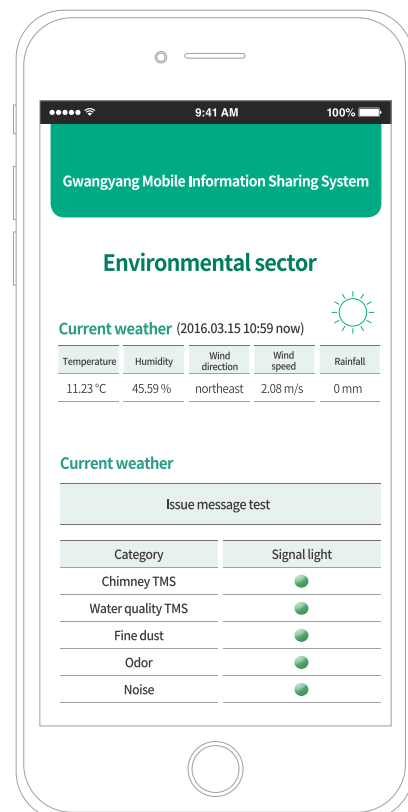 9:41 AM 100%
Gwangyang Mobile Information Sharing System
Environmental sector
Current weather (2016.03.15 10:59 now)
Temperature Humidity Wind direction Wind speed Rainfall
11.23 °C 45.59 % northeast 2.08 m/s 0 mm
Current weather
Issue message test
Category Signal light
Chimney TMS
Water quality TMS
Fine dust
Odor
Noise